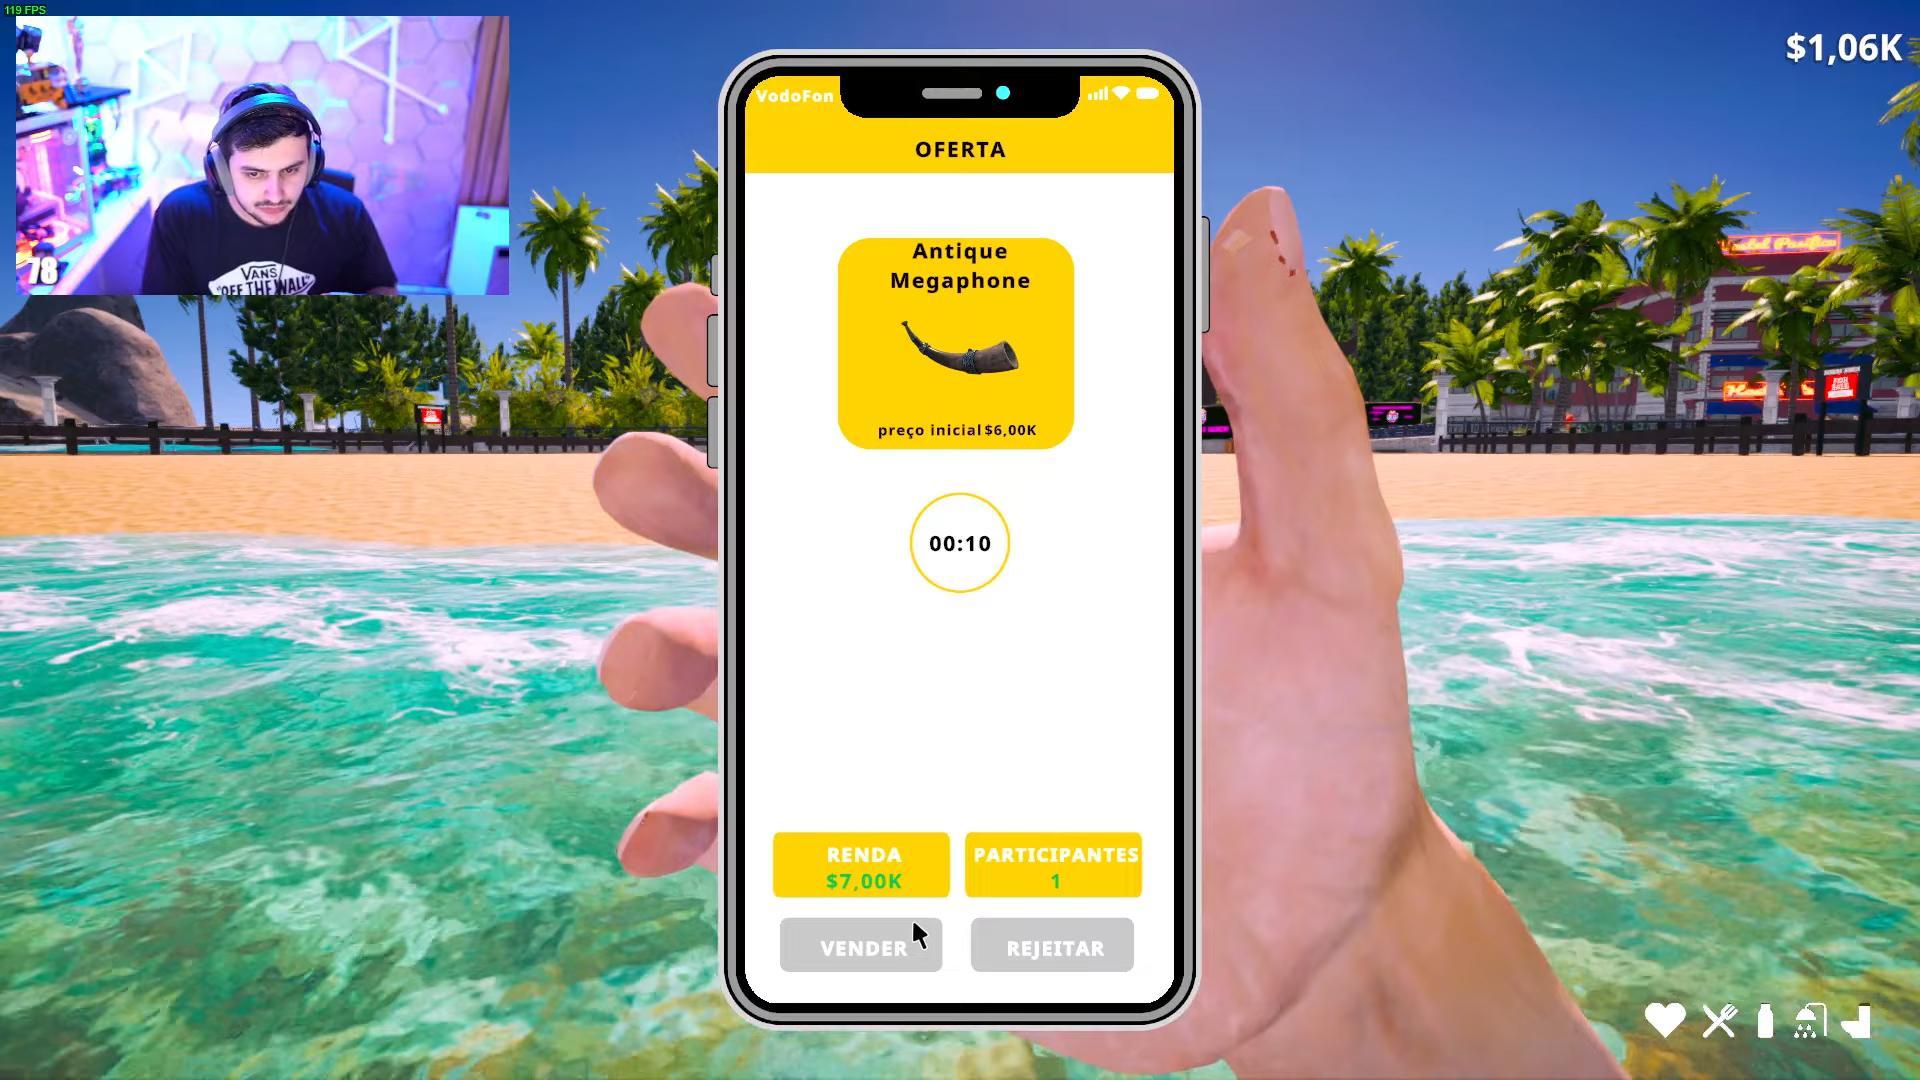 119 FPS
$1,06K
VodoFon
OFERTA
Antique
Megaphone
preço inicial $6,00K
00:10
RENDA
$7,00K
PARTICIPANTES
1
VENDER
REJEITAR
78
VANS
"OFF THE WALL"
FOR